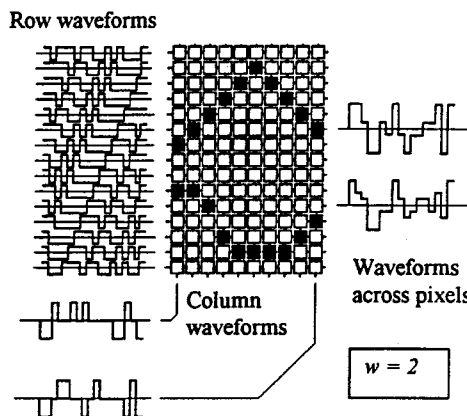 Row waveforms
Column
waveforms
Waveforms
across pixels
w = 2